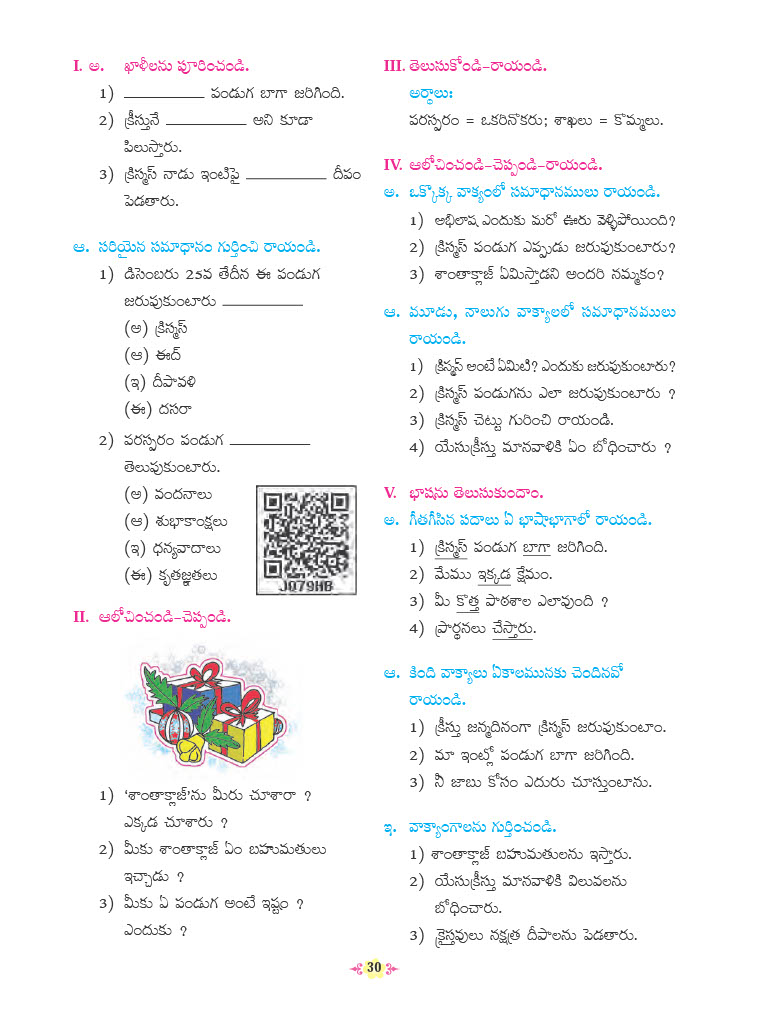 I. ఆ. ఖాళీలను పూరించండి.
1) __________ పండుగ బాగా జరిగింది.
2) క్రీస్తునే __________ అని కూడా
పిలుస్తారు.
3) క్రిస్మస్ నాడు ఇంటిపై __________ దీపం
పెడతారు.
ఆ. సరియైన సమాధానం గుర్తించి రాయండి.
1) డిసెంబరు 25వ తేదీన ఈ పండుగ
జరుపుకుంటారు __________
(అ) క్రిస్మస్
(ఆ) ఈద్
(ఇ) దీపావళి
(ఈ) దసరా
2) పరస్పరం పండుగ __________
తెలుపుకుంటారు.
(అ) వందనాలు
(ఆ) శుభాకాంక్షలు
(ఇ) ధన్యవాదాలు
(ఈ) కృతజ్ఞతలు
JQ79HB
II. ఆలోచించండి-చెప్పండి.
1) 'శాంతాక్లాజ్'ను మీరు చూశారా ?
ఎక్కడ చూశారు ?
2) మీకు శాంతాక్లాజ్ ఏం బహుమతులు
ఇచ్చాడు ?
3) మీకు ఏ పండుగ అంటే ఇష్టం ?
ఎందుకు ?
III. తెలుసుకోండి-రాయండి.
అర్థాలు:
పరస్పరం = ఒకరినొకరు; శాఖలు = కొమ్మలు.
IV. ఆలోచించండి-చెప్పండి-రాయండి.
అ. ఒక్కొక్క వాక్యంలో సమాధానములు రాయండి.
1) అభిలాష ఎందుకు మరో ఊరు వెళ్ళిపోయింది?
2) క్రిస్మస్ పండుగ ఎప్పుడు జరుపుకుంటారు?
3) శాంతాక్లాజ్ ఏమిస్తాడని అందరి నమ్మకం?
ఆ. మూడు, నాలుగు వాక్యాలలో సమాధానములు
రాయండి.
1) క్రిస్మస్ అంటే ఏమిటి? ఎందుకు జరుపుకుంటారు?
2) క్రిస్మస్ పండుగను ఎలా జరుపుకుంటారు ?
3) క్రిస్మస్ చెట్టు గురించి రాయండి.
4) యేసుక్రీస్తు మానవాళికి ఏం బోధించారు ?
V. భాషను తెలుసుకుందాం.
అ. గీతగీసిన పదాలు ఏ భాషాభాగాలో రాయండి.
1) క్రిస్మస్ పండుగ బాగా జరిగింది.
2) మేము ఇక్కడ క్షేమం.
3) మీ కొత్త పాఠశాల ఎలావుంది ?
4) ప్రార్థనలు చేస్తారు.
ఆ. కింది వాక్యాలు ఏకాలమునకు చెందినవో
రాయండి.
1) క్రీస్తు జన్మదినంగా క్రిస్మస్ జరుపుకుంటాం.
2) మా ఇంట్లో పండుగ బాగా జరిగింది.
3) నీ జాబు కోసం ఎదురు చూస్తుంటాను.
ఇ. వాక్యాంగాలను గుర్తించండి.
1) శాంతాక్లాజ్ బహుమతులను ఇస్తారు.
2) యేసుక్రీస్తు మానవాళికి విలువలను
బోధించారు.
3) క్రైస్తవులు నక్షత్ర దీపాలను పెడతారు.
30